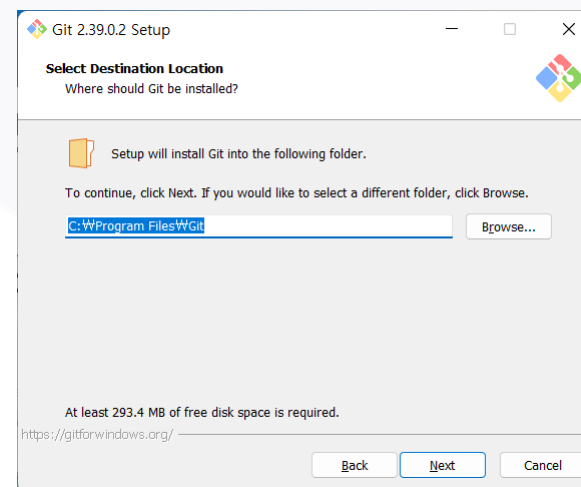 Git 2.39.0.2 Setup
Select Destination Location
Where should Git be installed?
Setup will install Git into the following folder.
To continue, click Next. If you would like to select a different folder, click Browse.
C:₩Program Files₩Git
Browse...
At least 293.4 MB of free disk space is required.
https://gitforwindows.org/
Back
Next
Cancel